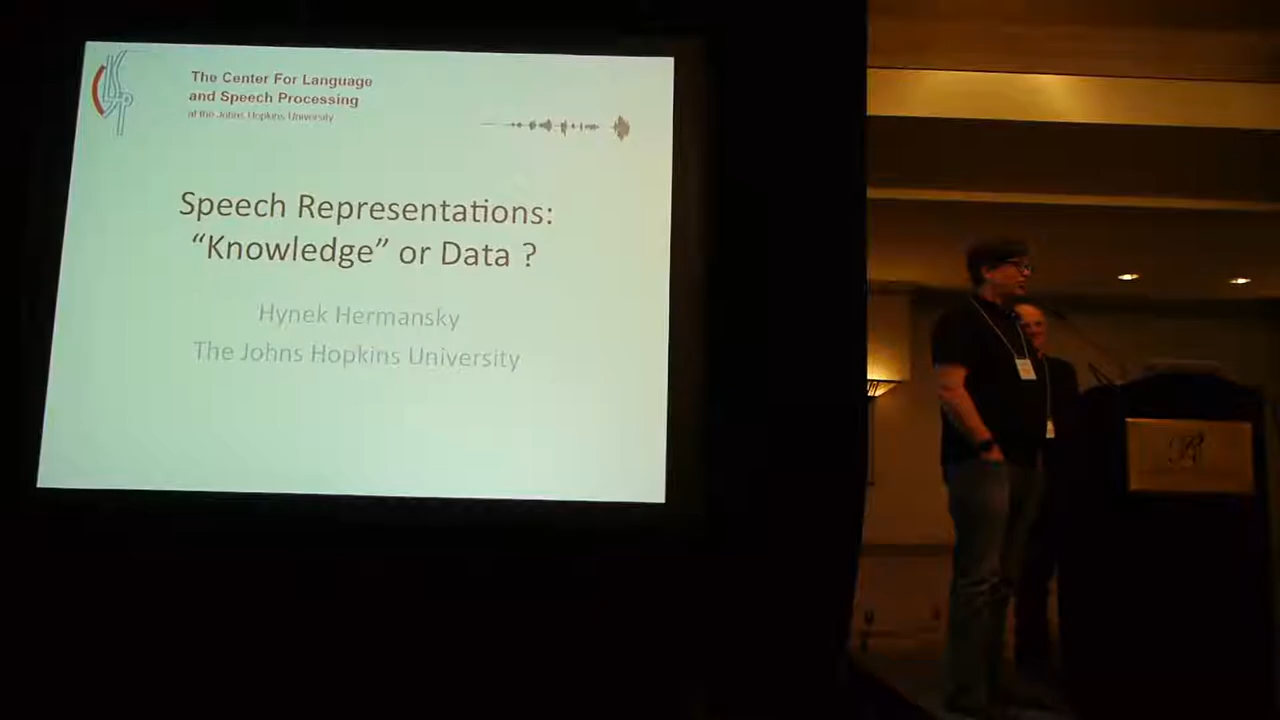 The Center For Language
and Speech Processing
at the Johns Hopkins University
Speech Representations:
“Knowledge” or Data ?
Hynek Hermansky
The Johns Hopkins University